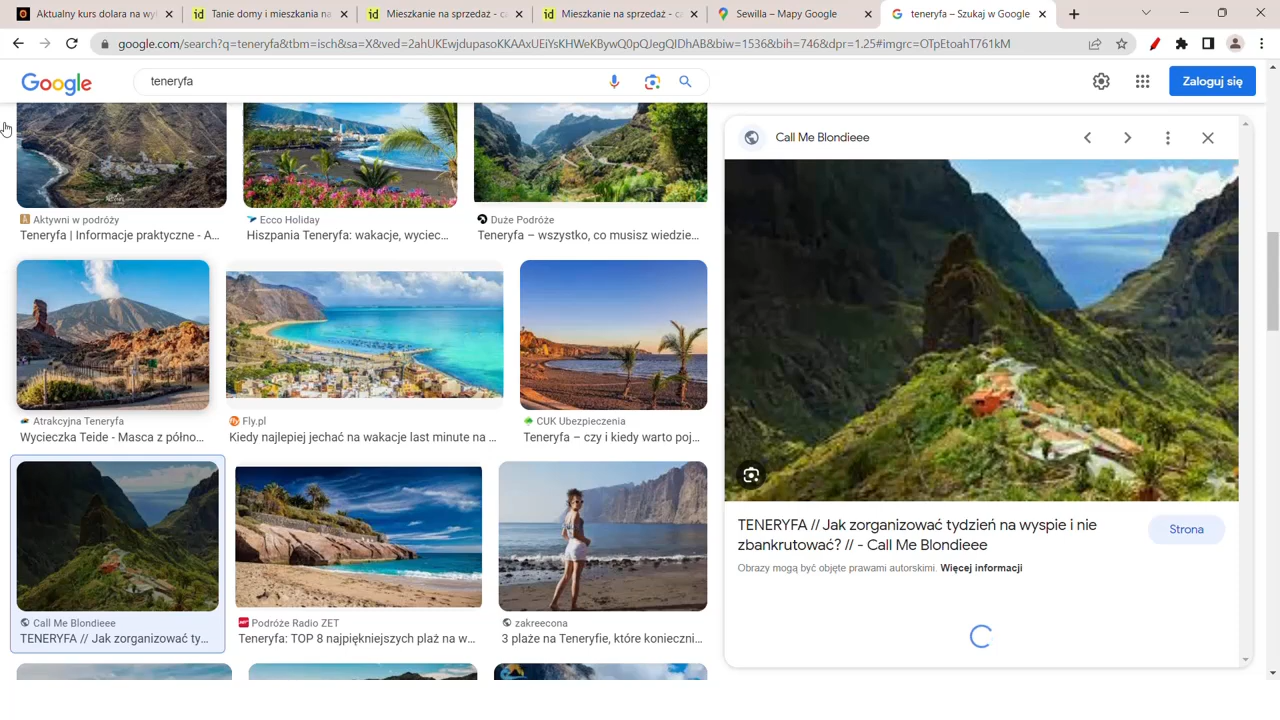 Aktualny kurs dolara na wy
Tanie domy i mieszkania na
Mieszkanie na sprzedaż - ca
Mieszkanie na sprzedaż - ca
Sewilla – Mapy Google
teneryfa – Szukaj w Google
google.com/search?q=teneryfa&tbm=isch&sa=X&ved=2ahUKEwjdupsoKKAAxUEiYsKHWeKBywQ0pQJegQIDhAB&biw=1536&bih=746&dpr=1.25#imgrc=OTpEtoahT761kM
Google
teneryfa
Zaloguj się
Aktywni w podróży
Teneryfa | Informacje praktyczne - A...
Ecco Holiday
Hiszpania Teneryfa: wakacje, wyciec...
Duże Podróże
Teneryfa – wszystko, co musisz wiedzie...
Atrakcyjna Teneryfa
Wycieczka Teide - Masca z półno...
Fly.pl
Kiedy najlepiej jechać na wakacje last minute na ...
CUK Ubezpieczenia
Teneryfa – czy i kiedy warto poj...
Call Me Blondieee
TENERYFA // Jak zorganizować ty...
Podróże Radio ZET
Teneryfa: TOP 8 najpiękniejszych plaż na w...
zakreecona
3 plaże na Teneryfie, które konieczni...
Call Me Blondieee
TENERYFA // Jak zorganizować tydzień na wyspie i nie
zbankrutować? // - Call Me Blondieee
Strona
Obrazy mogą być objęte prawami autorskimi. Więcej informacji